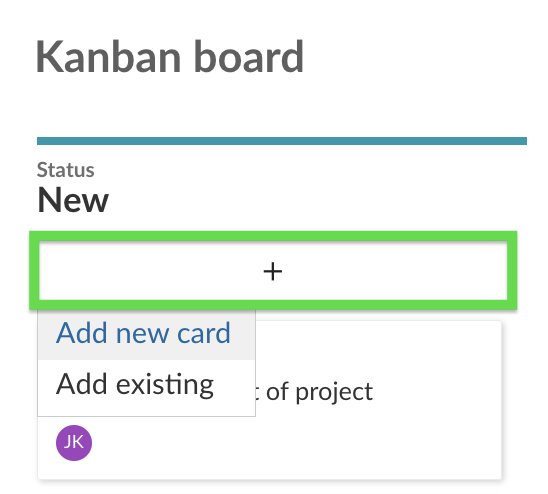 Kanban board
Status
New
+
Add new card
Add existing
of project
JK